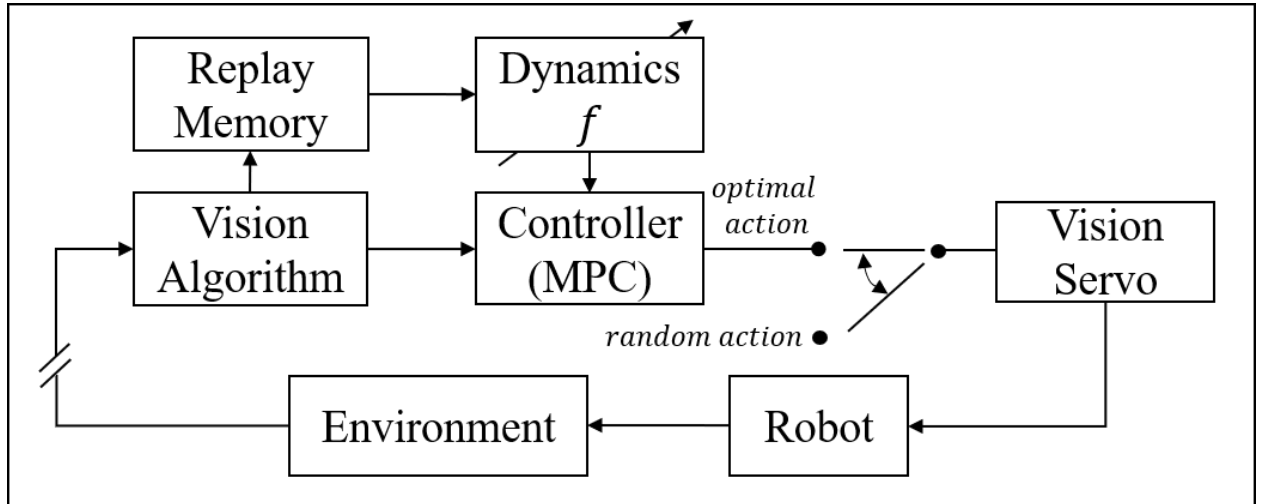 Replay
Memory
Dynamics
f
Vision
Algorithm
Controller
(MPC)
optimal
action
Vision
Servo
random action
Environment
Robot